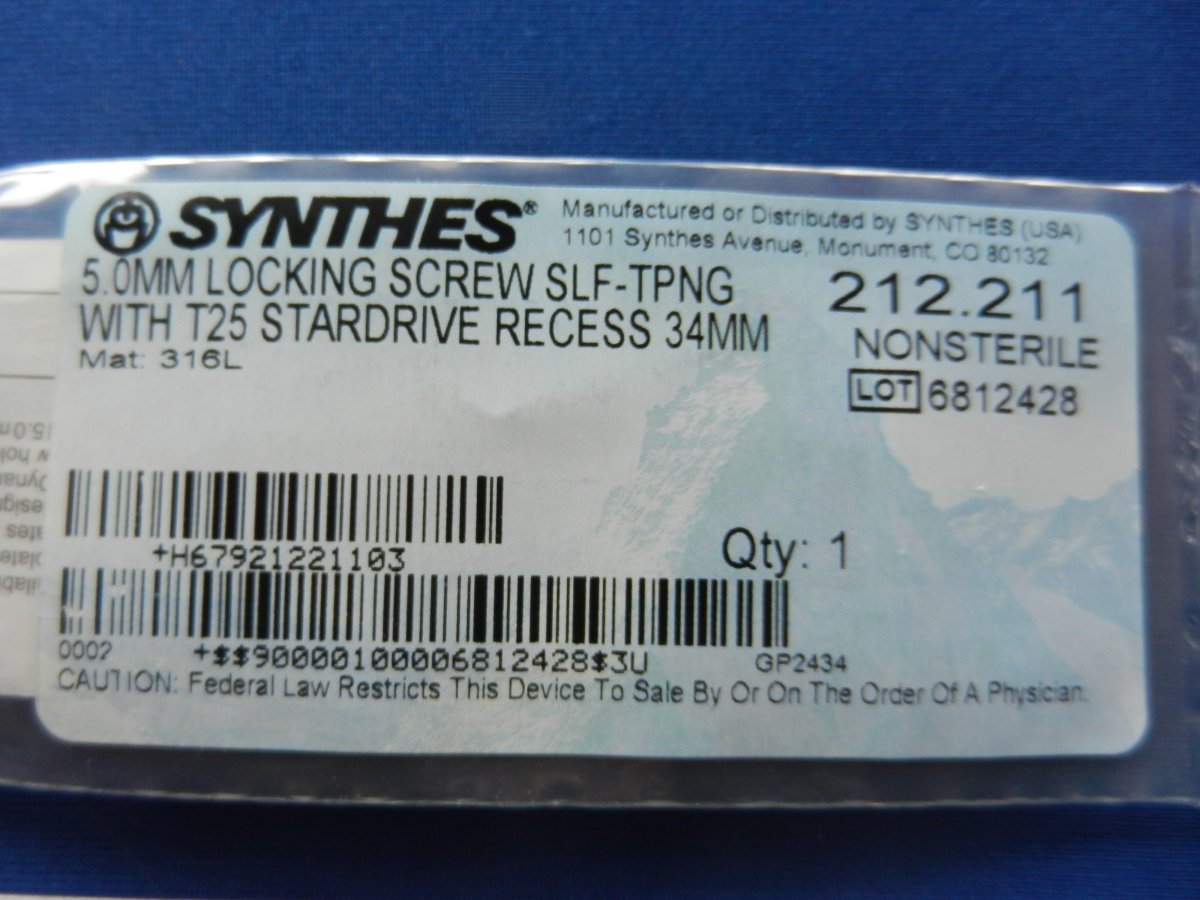 SYNTHES®
Manufactured or Distributed by SYNTHES (USA)
1101 Synthes Avenue, Monument, CO 80132
5.0MM LOCKING SCREW SLF-TPNG
WITH T25 STARDRIVE RECESS 34MM
Mat: 316L
212.211
NONSTERILE
LOT 6812428
+H67921221103
Qty: 1
0002 +$$90000100006812428$3U GP2434
CAUTION: Federal Law Restricts This Device To Sale By Or On The Order Of A Physician.